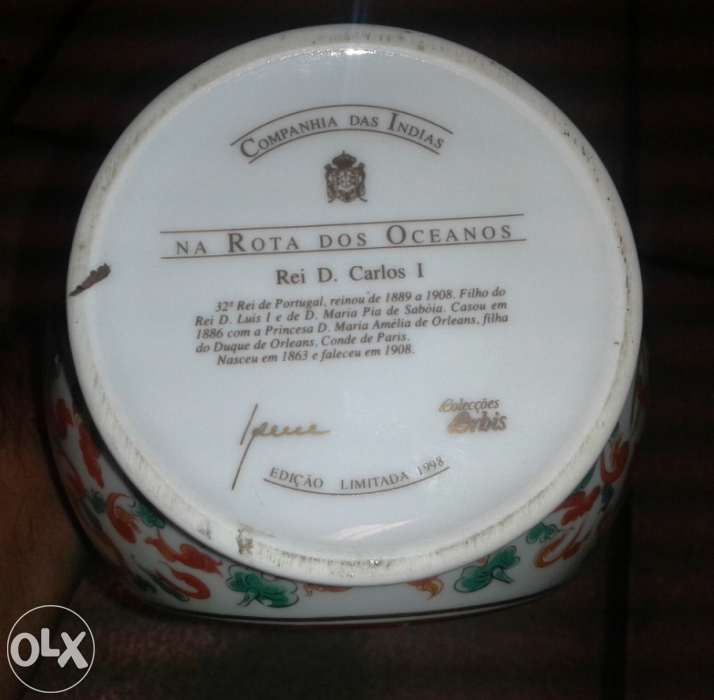 COMPANHIA DAS INDIAS
NA ROTA DOS OCEANOS
Rei D. Carlos I
32º Rei de Portugal, reinou de 1889 a 1908. Filho do
Rei D. Luis I e de D. Maria Pia de Sabóia. Casou em
1886 com a Princesa D. Maria Amélia de Orleans, filha
do Duque de Orleans, Conde de Paris.
Nasceu em 1863 e faleceu em 1908.
Colecções
Orbis
EDIÇÃO LIMITADA 1998
OLX